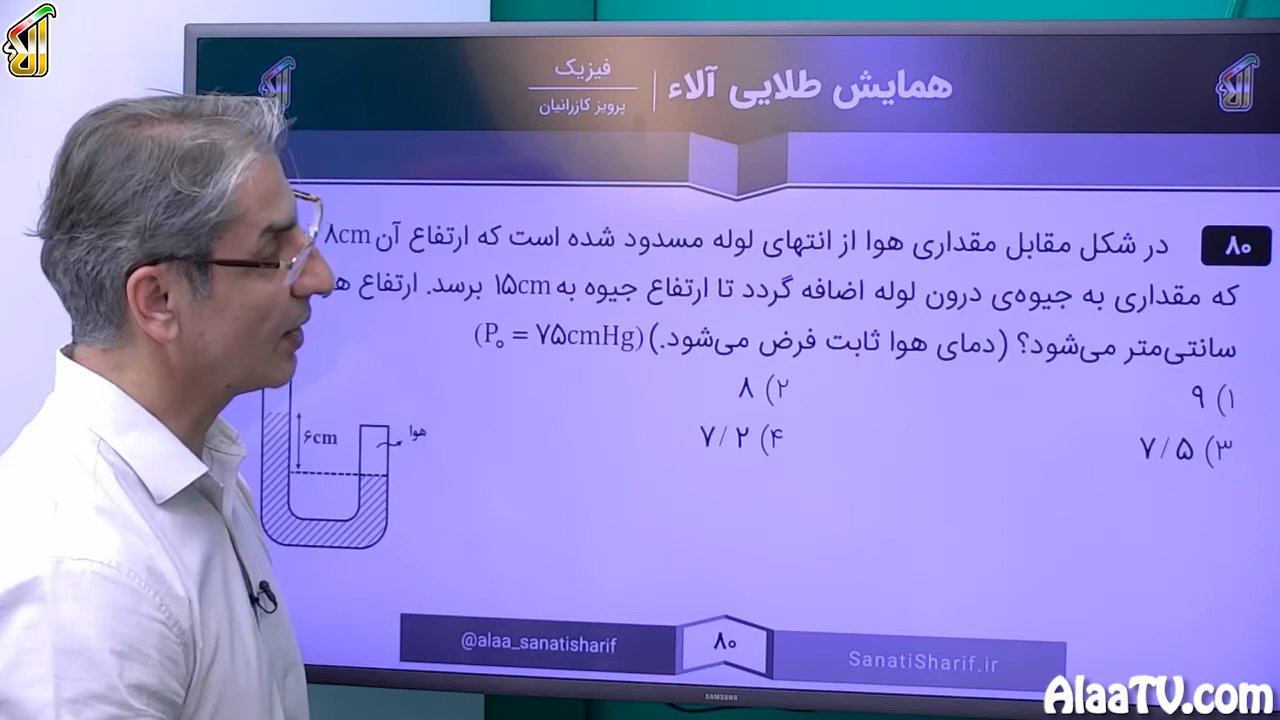 همایش طلایی آلاء
فیزیک
پرویز کازرانیان
۸۰
در شکل مقابل مقداری هوا از انتهای لوله مسدود شده است که ارتفاع آن ۸cm
که مقداری به جیوه‌ی درون لوله اضافه گردد تا ارتفاع جیوه به ۱۵cm برسد. ارتفاع
سانتی‌متر می‌شود؟ (دمای هوا ثابت فرض می‌شود.) (P₀ = ۷۵cmHg)
۱) ۹
۲) ۸
۳) ۷/۵
۴) ۷/۲
۶cm
هوا
@alaa_sanatisharif
۸۰
SanatiSharif.ir
SAMSUNG
AlaaTV.com